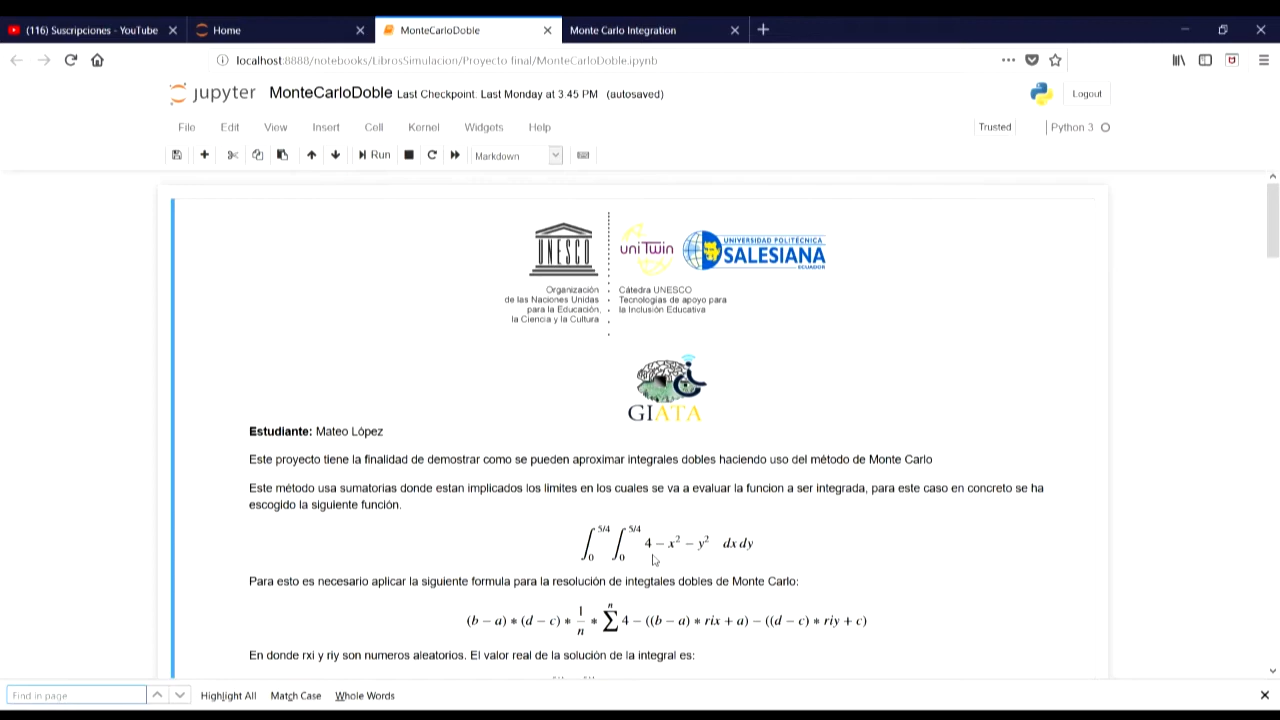 (116) Suscripciones - YouTube
Home
MonteCarloDoble
Monte Carlo Integration
localhost:8888/notebooks/LibrosSimulacion/Proyecto final/MonteCarloDoble.ipynb
jupyter MonteCarloDoble Last Checkpoint. Last Monday at 3.45 PM (autosaved)
Logout
File Edit View Insert Cell Kernel Widgets Help
Trusted
Python 3
Run
Markdown
UNESCO
uniTwin
UNIVERSIDAD POLITÉCNICA
SALESIANA
ECUADOR
Organización
de las Naciones Unidas
para la Educación,
la Ciencia y la Cultura
Cátedra UNESCO
Tecnologías de apoyo para
la Inclusión Educativa
GIATA
Estudiante: Mateo López
Este proyecto tiene la finalidad de demostrar como se pueden aproximar integrales dobles haciendo uso del método de Monte Carlo
Este método usa sumatorias donde estan implicados los limites en los cuales se va a evaluar la funcion a ser integrada, para este caso en concreto se ha
escogido la siguiente función.
∫₀^5/4 ∫₀^5/4 4 − x² − y² dx dy
Para esto es necesario aplicar la siguiente formula para la resolución de integtales dobles de Monte Carlo:
(b − a) * (d − c) * 1/n * ∑^n 4 − ((b − a) * rix + a) − ((d − c) * riy + c)
En donde rxi y riy son numeros aleatorios. El valor real de la solución de la integral es:
Find in page
Highlight All
Match Case
Whole Words